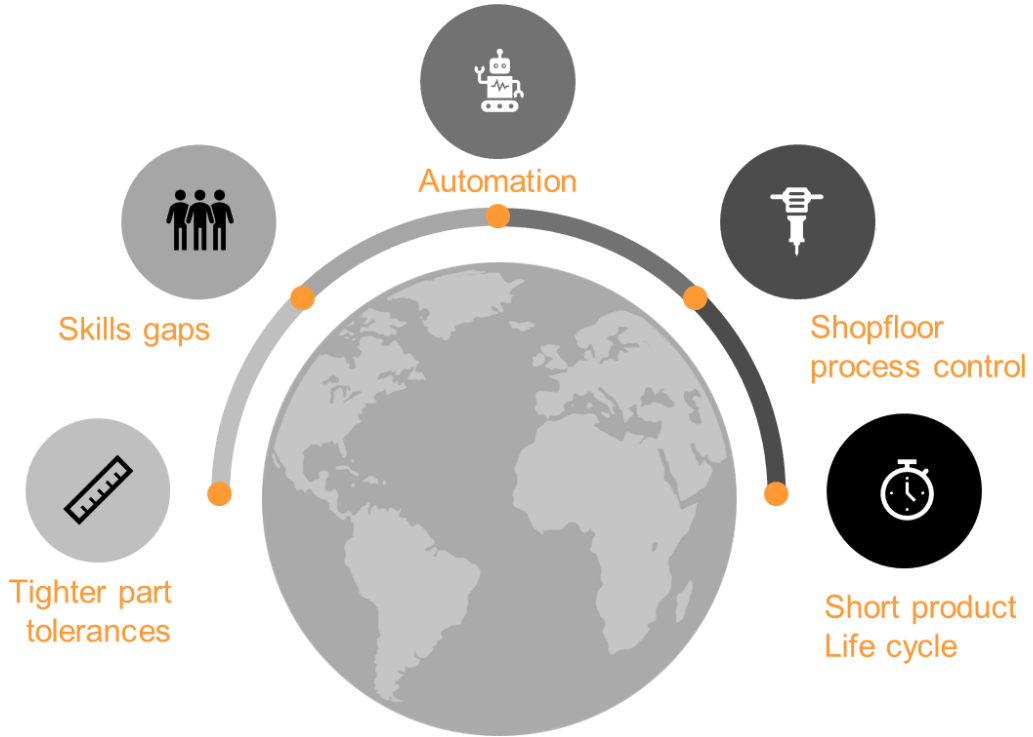 Automation
Skills gaps
Shopfloor
process control
Tighter part
tolerances
Short product
Life cycle